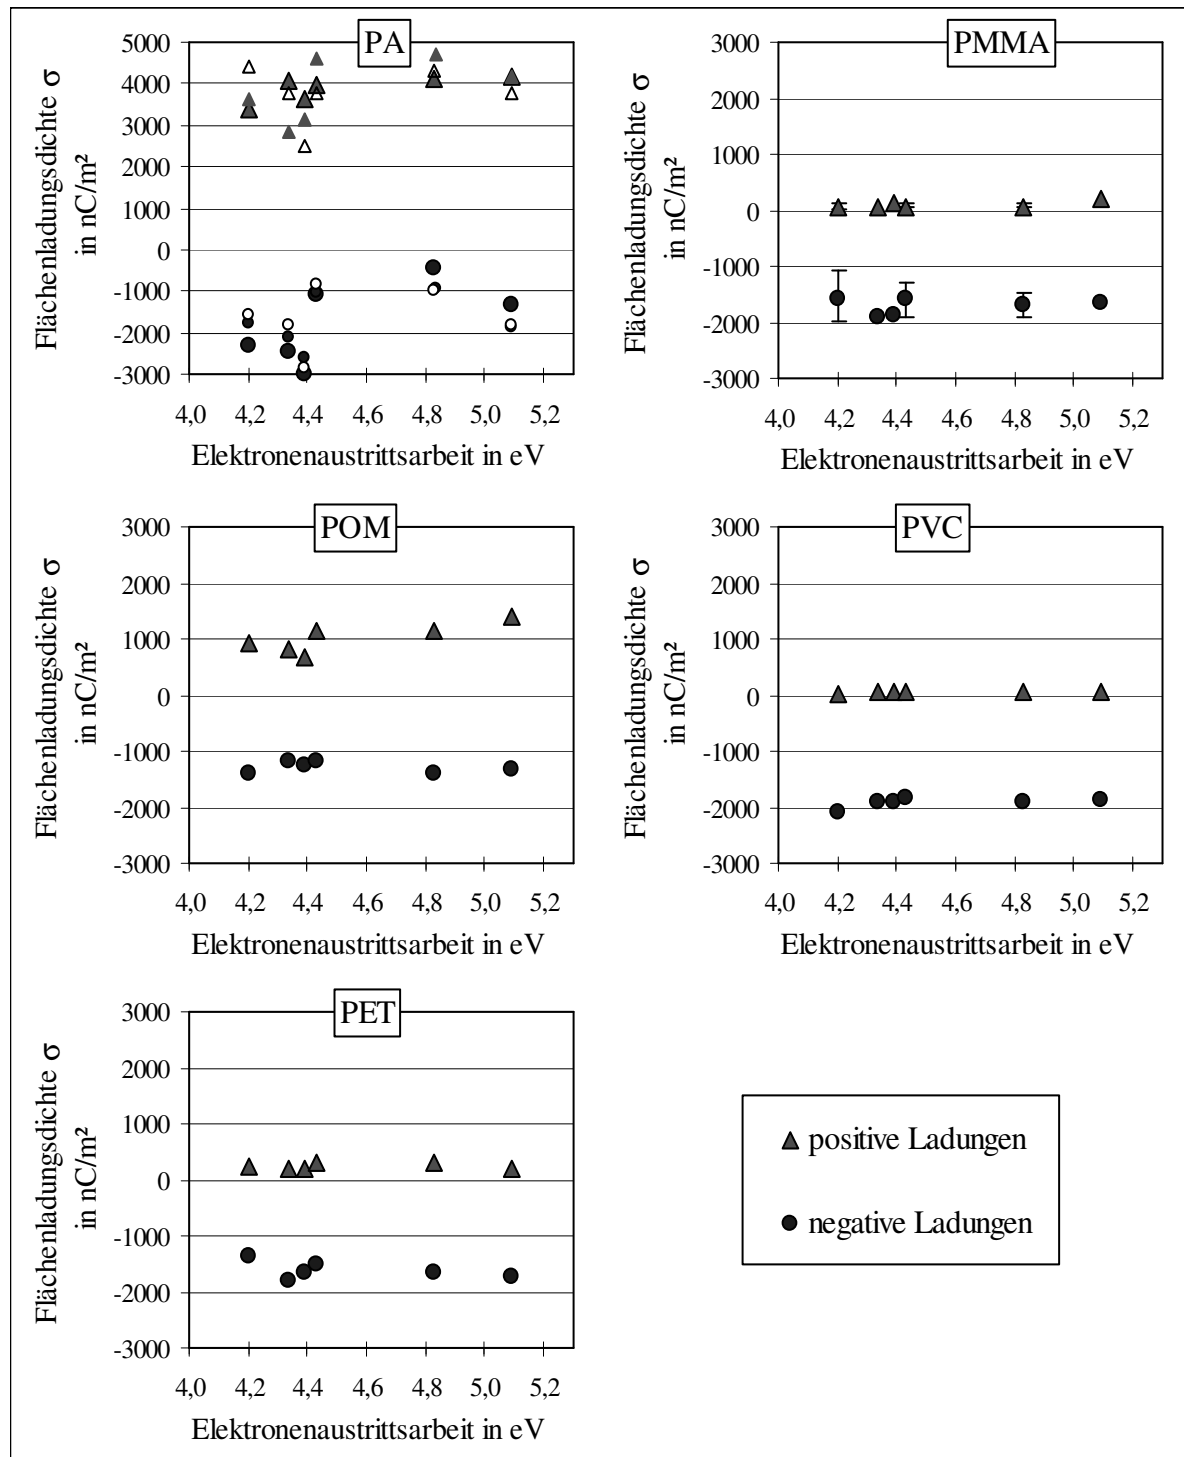 PA
Flächenladungsdichte σ
in nC/m²
5000
4000
3000
2000
1000
0
-1000
-2000
-3000
4,0 4,2 4,4 4,6 4,8 5,0 5,2
Elektronenaustrittsarbeit in eV
PMMA
Flächenladungsdichte σ
in nC/m²
3000
2000
1000
0
-1000
-2000
-3000
4,0 4,2 4,4 4,6 4,8 5,0 5,2
Elektronenaustrittsarbeit in eV
POM
Flächenladungsdichte σ
in nC/m²
3000
2000
1000
0
-1000
-2000
-3000
4,0 4,2 4,4 4,6 4,8 5,0 5,2
Elektronenaustrittsarbeit in eV
PVC
Flächenladungsdichte σ
in nC/m²
3000
2000
1000
0
-1000
-2000
-3000
4,0 4,2 4,4 4,6 4,8 5,0 5,2
Elektronenaustrittsarbeit in eV
PET
Flächenladungsdichte σ
in nC/m²
3000
2000
1000
0
-1000
-2000
-3000
4,0 4,2 4,4 4,6 4,8 5,0 5,2
Elektronenaustrittsarbeit in eV
positive Ladungen
negative Ladungen